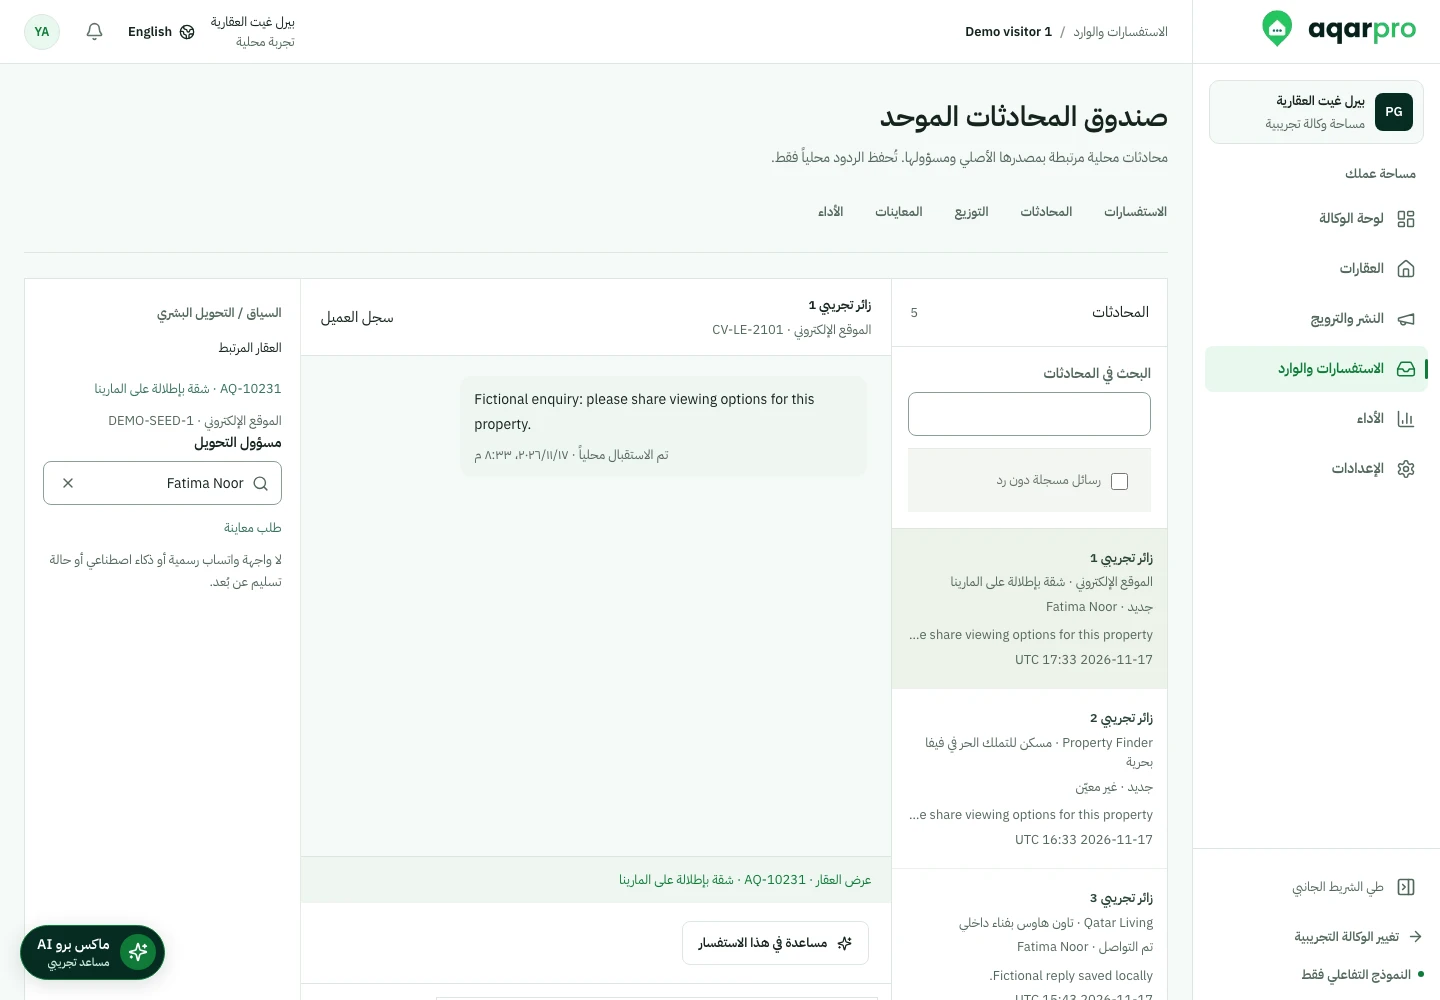 aqarpro
PG
بيرل غيت العقارية
مساحة وكالة تجريبية
مساحة عملك
لوحة الوكالة
العقارات
النشر والترويج
الاستفسارات والوارد
الأداء
الإعدادات
طي الشريط الجانبي
تغيير الوكالة التجريبية
النموذج التفاعلي فقط
الاستفسارات والوارد / Demo visitor 1
بيرل غيت العقارية
تجربة محلية
English
YA
صندوق المحادثات الموحد
محادثات محلية مرتبطة بمصدرها الأصلي ومسؤولها. تُحفظ الردود محلياً فقط.
الاستفسارات
المحادثات
التوزيع
المعاينات
الأداء
المحادثات
5
البحث في المحادثات
رسائل مسجلة دون رد
زائر تجريبي 1
الموقع الإلكتروني · شقة بإطلالة على المارينا
جديد · Fatima Noor
...e share viewing options for this property
UTC 17:33 2026-11-17
زائر تجريبي 2
Property Finder · مسكن للتملك الحر في فيفا
بحرية
جديد · غير معيّن
...e share viewing options for this property
UTC 16:33 2026-11-17
زائر تجريبي 3
Qatar Living · تاون هاوس بفناء داخلي
تم التواصل · Fatima Noor
.Fictional reply saved locally
UTC 15:43 2026-11-17
زائر تجريبي 1
الموقع الإلكتروني · CV-LE-2101
سجل العميل
Fictional enquiry: please share viewing options for this
property.
تم الاستقبال محلياً · ٢٠٢٦/١١/١٧، ٨:٣٣ م
عرض العقار · AQ-10231 · شقة بإطلالة على المارينا
مساعدة في هذا الاستفسار
السياق / التحويل البشري
العقار المرتبط
AQ-10231 · شقة بإطلالة على المارينا
الموقع الإلكتروني · DEMO-SEED-1
مسؤول التحويل
Fatima Noor
طلب معاينة
لا واجهة واتساب رسمية أو ذكاء اصطناعي أو حالة
تسليم عن بُعد.
ماكس برو AI
مساعد تجريبي